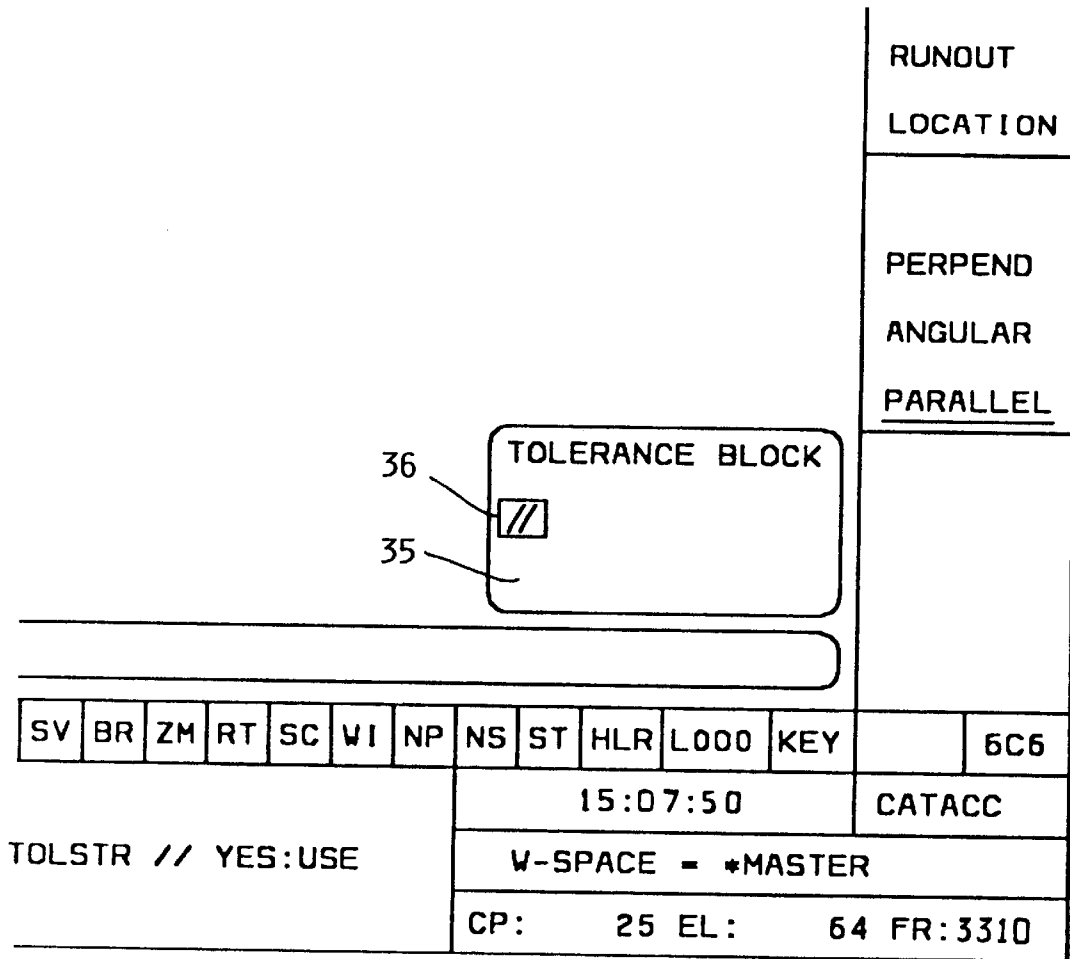 RUNOUT
LOCATION
PERPEND
ANGULAR
PARALLEL
TOLERANCE BLOCK
36
//
35
SV BR ZM RT SC WI NP NS ST HLR L000 KEY 6C6
15:07:50 CATACC
TOLSTR // YES:USE
W-SPACE = *MASTER
CP: 25 EL: 64 FR:3310